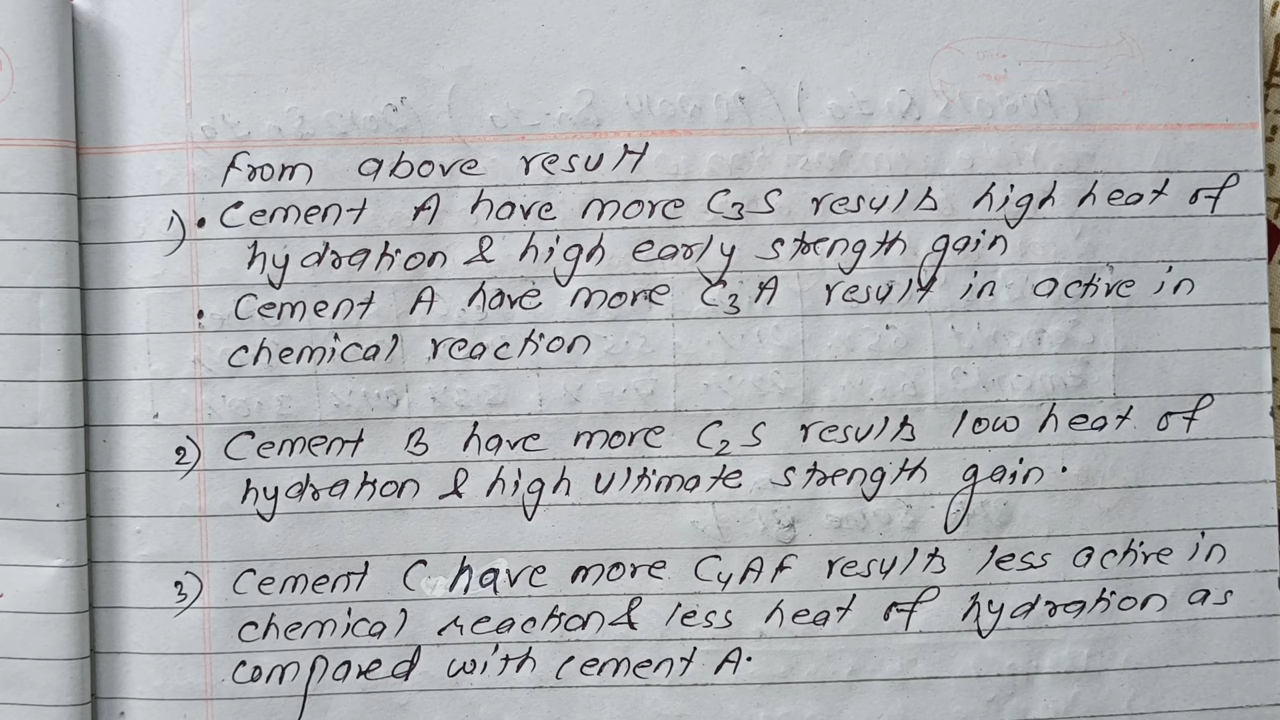 from above result
1) • Cement A have more C3S results high heat of
hydration & high early strength gain
• Cement A have more C3A result in active in
chemical reaction
2) Cement B have more C2S results low heat of
hydration & high ultimate strength gain.
3) Cement C have more C4AF results less active in
chemical reaction & less heat of hydration as
compared with cement A.